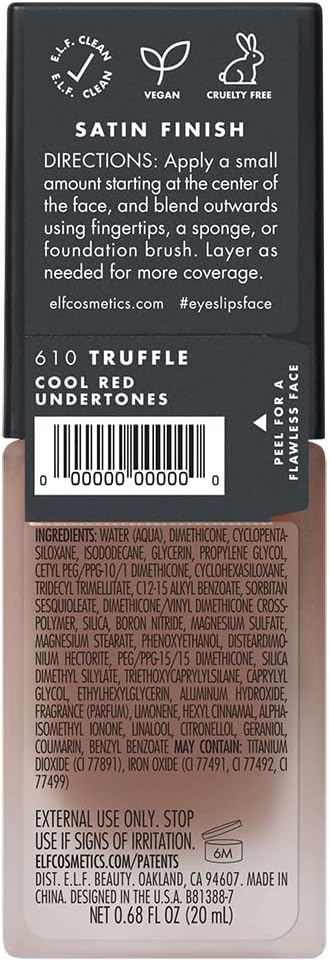 E.L.F. CLEAN
E.L.F. CLEAN
VEGAN
CRUELTY FREE
SATIN FINISH
DIRECTIONS: Apply a small
amount starting at the center of
the face, and blend outwards
using fingertips, a sponge, or
foundation brush. Layer as
needed for more coverage.
elfcosmetics.com #eyeslipsface
610 TRUFFLE
COOL RED
UNDERTONES
PEEL FOR A
FLAWLESS FACE
0 00000 00000 0
INGREDIENTS: WATER (AQUA), DIMETHICONE, CYCLOPENTA-
SILOXANE, ISODODECANE, GLYCERIN, PROPYLENE GLYCOL,
CETYL PEG/PPG-10/1 DIMETHICONE, CYCLOHEXASILOXANE,
TRIDECYL TRIMELLITATE, C12-15 ALKYL BENZOATE, SORBITAN
SESQUIOLEATE, DIMETHICONE/VINYL DIMETHICONE CROSS-
POLYMER, SILICA, BORON NITRIDE, MAGNESIUM SULFATE,
MAGNESIUM STEARATE, PHENOXYETHANOL, DISTEARDIMO-
NIUM HECTORITE, PEG/PPG-15/15 DIMETHICONE, SILICA
DIMETHYL SILYLATE, TRIETHOXYCAPRYLYLSILANE, CAPRYLYL
GLYCOL, ETHYLHEXYLGLYCERIN, ALUMINUM HYDROXIDE,
FRAGRANCE (PARFUM), LIMONENE, HEXYL CINNAMAL, ALPHA-
ISOMETHYL IONONE, LINALOOL, CITRONELLOL, GERANIOL,
COUMARIN, BENZYL BENZOATE MAY CONTAIN: TITANIUM
DIOXIDE (CI 77891), IRON OXIDE (CI 77491, CI 77492, CI
77499)
EXTERNAL USE ONLY. STOP
USE IF SIGNS OF IRRITATION.
6M
ELFCOSMETICS.COM/PATENTS
DIST. E.L.F. BEAUTY. OAKLAND, CA 94607. MADE IN
CHINA. DESIGNED IN THE U.S.A. B81388-7
NET 0.68 FL OZ (20 mL)